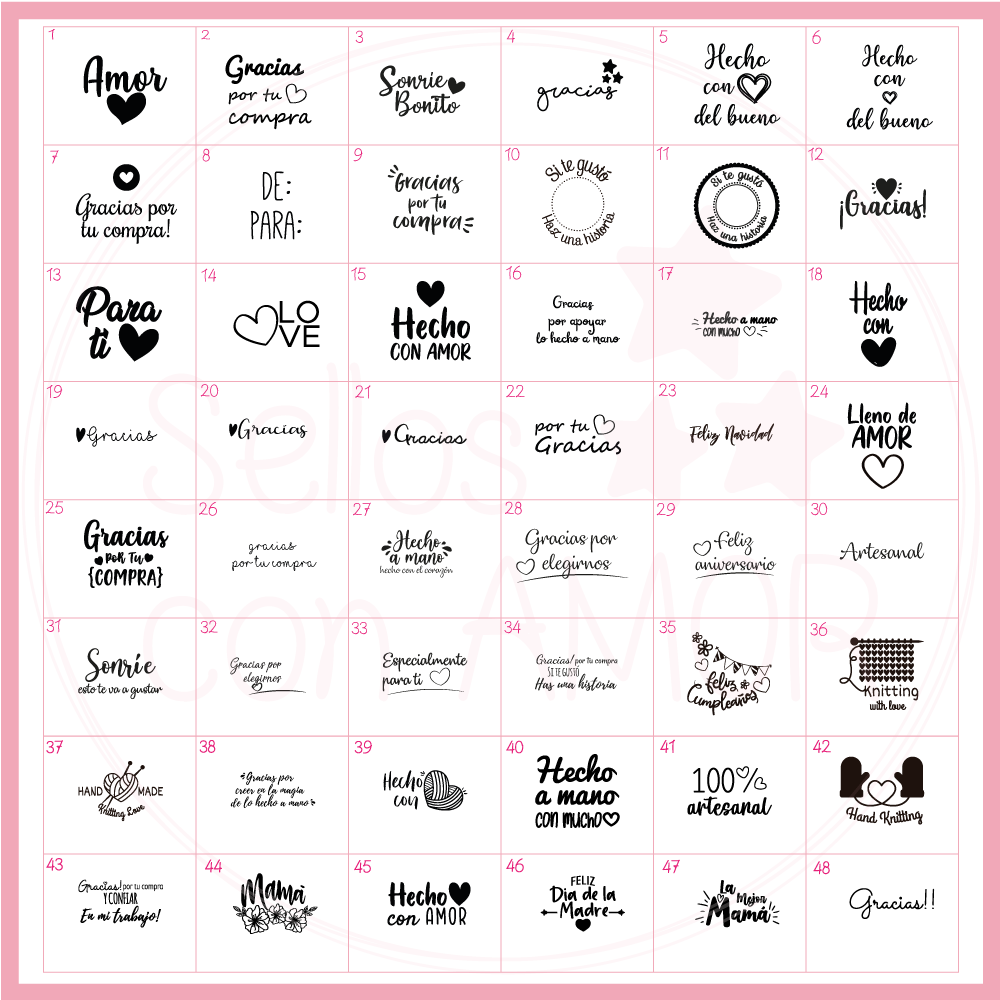 1
Amor
2
Gracias
por tu
compra
3
Sonrie
Bonito
4
gracias
5
Hecho
con
del bueno
6
Hecho
con
del bueno
7
Gracias por
tu compra!
8
DE:
PARA:
9
Gracias
por tu
compra
10
Si te gustó
Haz una historia
11
Si te gustó
Haz una historia
12
¡Gracias!
13
Para
ti
14
LO
VE
15
Hecho
CON AMOR
16
Gracias
por apoyar
lo hecho a mano
17
Hecho a mano
con mucho
18
Hecho
con
19
Gracias
20
Gracias
21
Gracias
22
por tu
Gracias
23
Feliz Navidad
24
Lleno de
AMOR
25
Gracias
POR TU
{COMPRA}
26
gracias
por tu compra
27
Hecho
a mano
hecho con el corazón
28
Gracias por
elegirnos
29
Feliz
aniversario
30
Artesanal
31
Sonríe
esto te va a gustar
32
Gracias por
elegirnos
33
Especialmente
para ti
34
Gracias! por tu compra
SI TE GUSTÓ
Has una historia
35
feliz
Cumpleaños
36
Knitting
with love
37
HAND MADE
Knitting Love
38
Gracias por
creer en la magia
de lo hecho a mano
39
Hecho
con
40
Hecho
a mano
con mucho
41
100%
artesanal
42
Hand Knitting
43
Gracias! por tu compra
Y CONFIAR
En mi trabajo!
44
Mamá
45
Hecho
con AMOR
46
FELIZ
Día de la
Madre
47
La
Mejor
Mamá
48
Gracias!!
Sellos
con AMOR